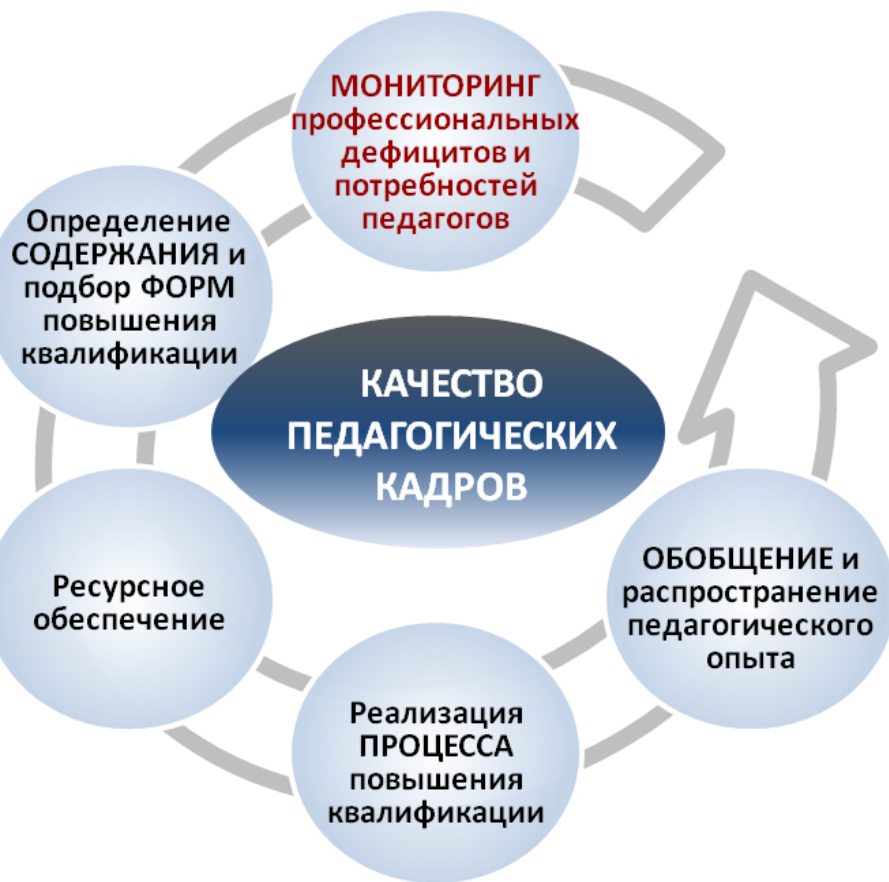 МОНИТОРИНГ
профессиональных
дефицитов и
потребностей
педагогов
Определение
СОДЕРЖАНИЯ и
подбор ФОРМ
повышения
квалификации
КАЧЕСТВО
ПЕДАГОГИЧЕСКИХ
КАДРОВ
Ресурсное
обеспечение
Реализация
ПРОЦЕССА
повышения
квалификации
ОБОБЩЕНИЕ и
распространение
педагогического
опыта